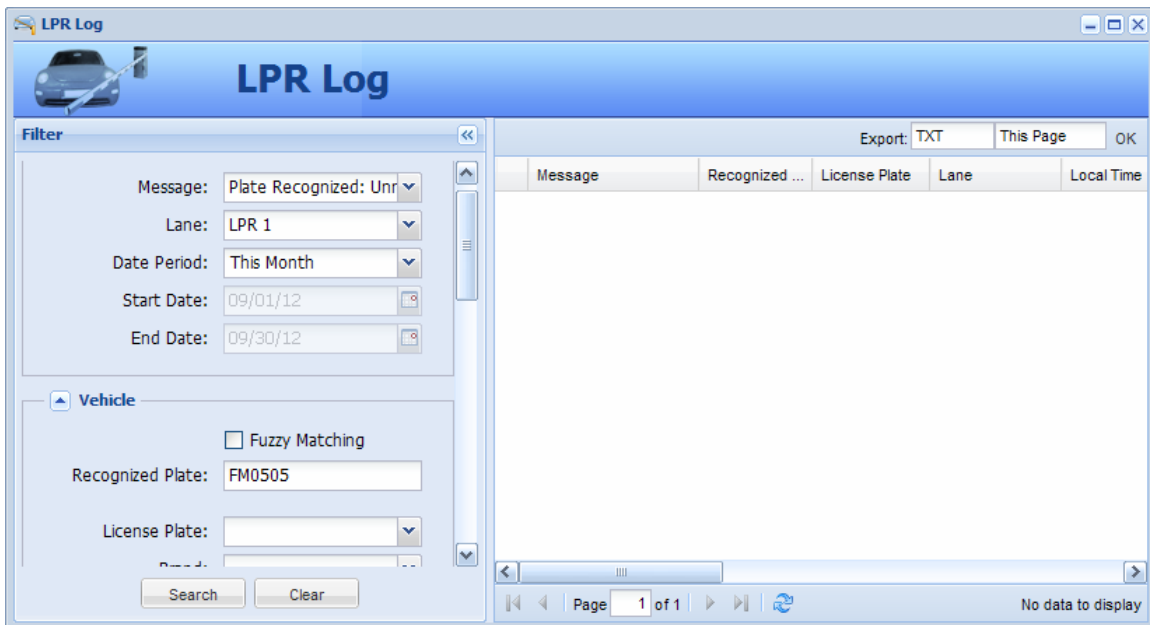 LPR Log
LPR Log
Filter
Message: Plate Recognized: Unr
Lane: LPR 1
Date Period: This Month
Start Date: 09/01/12
End Date: 09/30/12
Vehicle
Fuzzy Matching
Recognized Plate: FM0505
License Plate:
Brand:
Search Clear
Export: TXT This Page OK
Message Recognized ... License Plate Lane Local Time
Page 1 of 1 No data to display